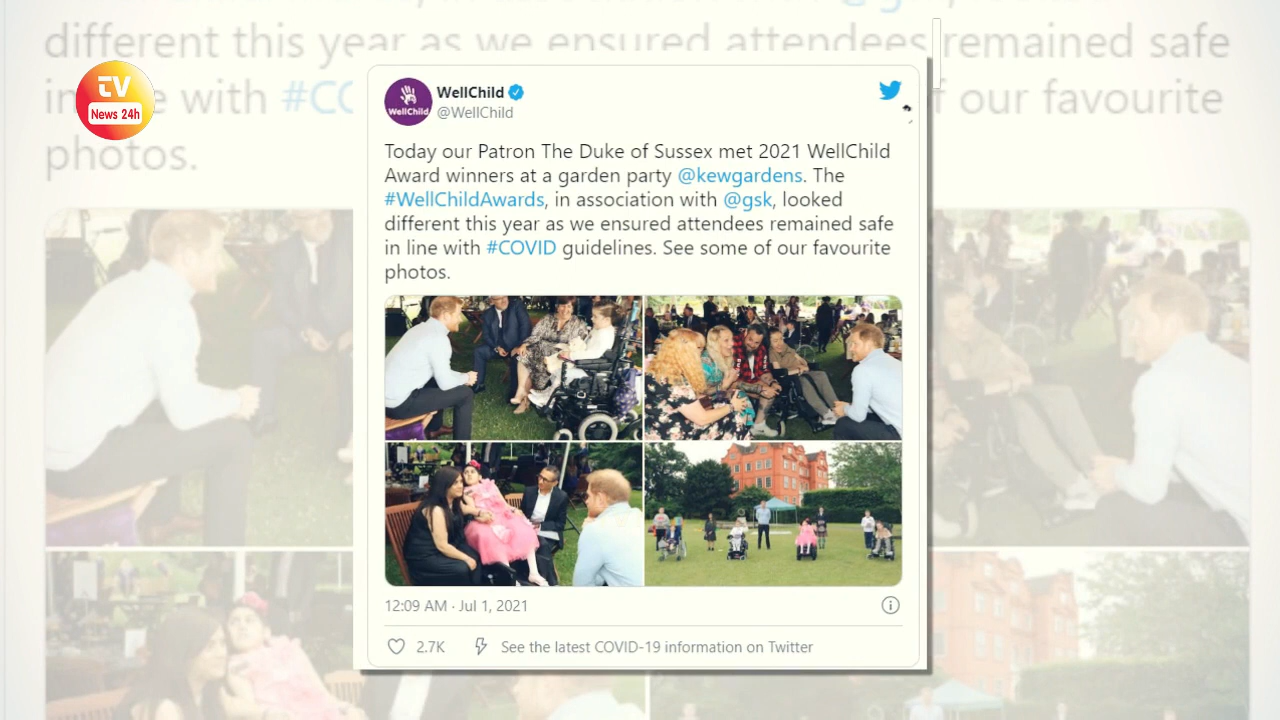 @gsk, looked
different this year as we ensured attendees remained safe
in line with #CO f our favourite
photos.
TV
News 24h
WellChild
WellChild
@WellChild
Today our Patron The Duke of Sussex met 2021 WellChild
Award winners at a garden party @kewgardens. The
#WellChildAwards, in association with @gsk, looked
different this year as we ensured attendees remained safe
in line with #COVID guidelines. See some of our favourite
photos.
12:09 AM · Jul 1, 2021
2.7K
See the latest COVID-19 information on Twitter